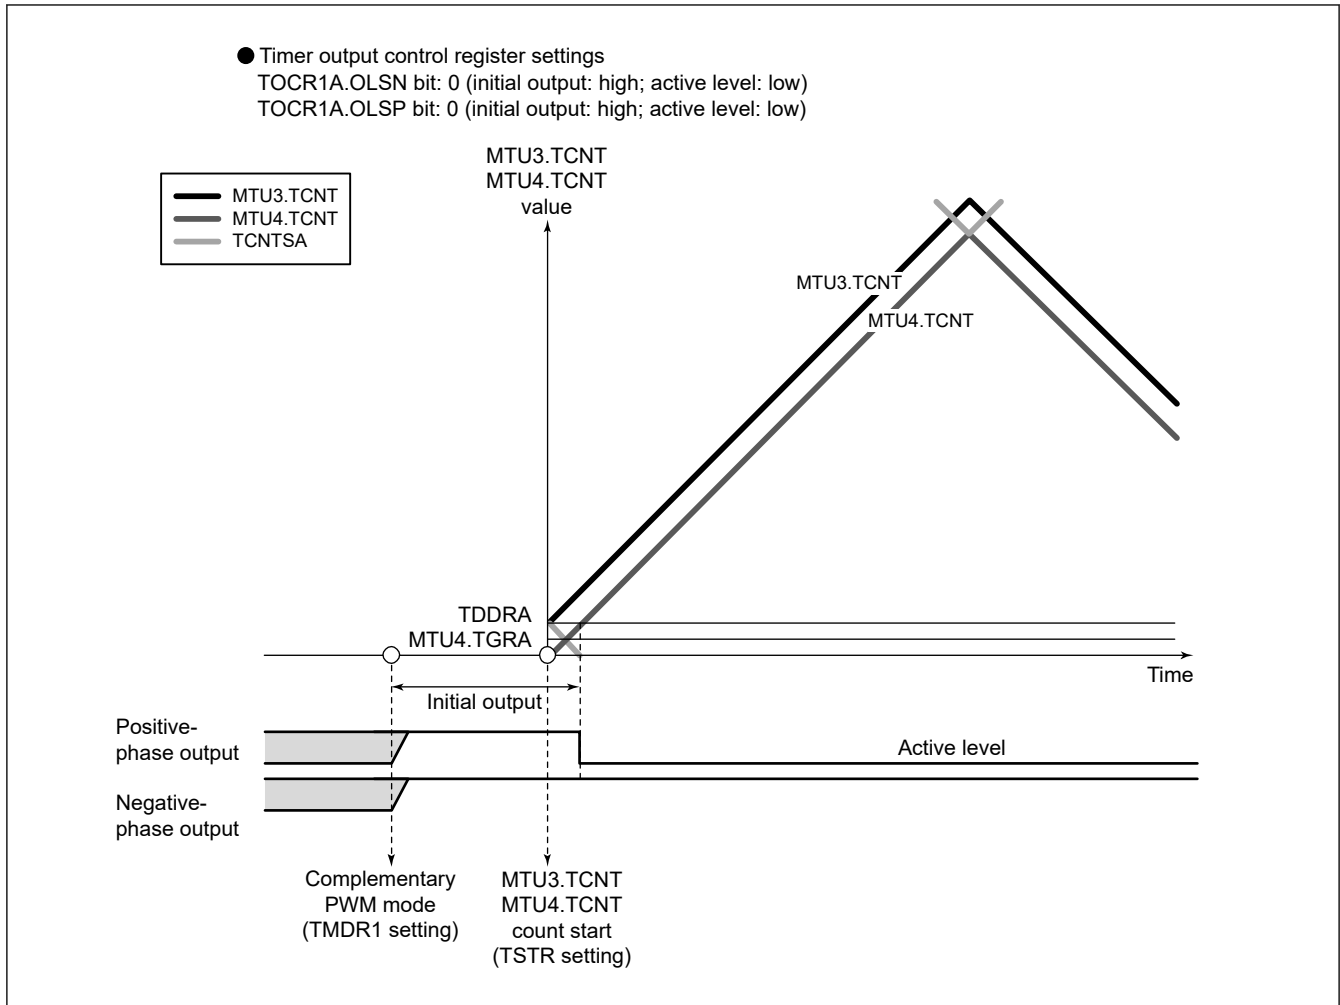 ● Timer output control register settings
TOCR1A.OLSN bit: 0 (initial output: high; active level: low)
TOCR1A.OLSP bit: 0 (initial output: high; active level: low)
MTU3.TCNT
MTU4.TCNT
value
MTU3.TCNT
MTU4.TCNT
TCNTSA
MTU3.TCNT
MTU4.TCNT
TDDRA
MTU4.TGRA
Time
Initial output
Positive-
phase output
Active level
Negative-
phase output
Complementary
PWM mode
(TMDR1 setting)
MTU3.TCNT
MTU4.TCNT
count start
(TSTR setting)